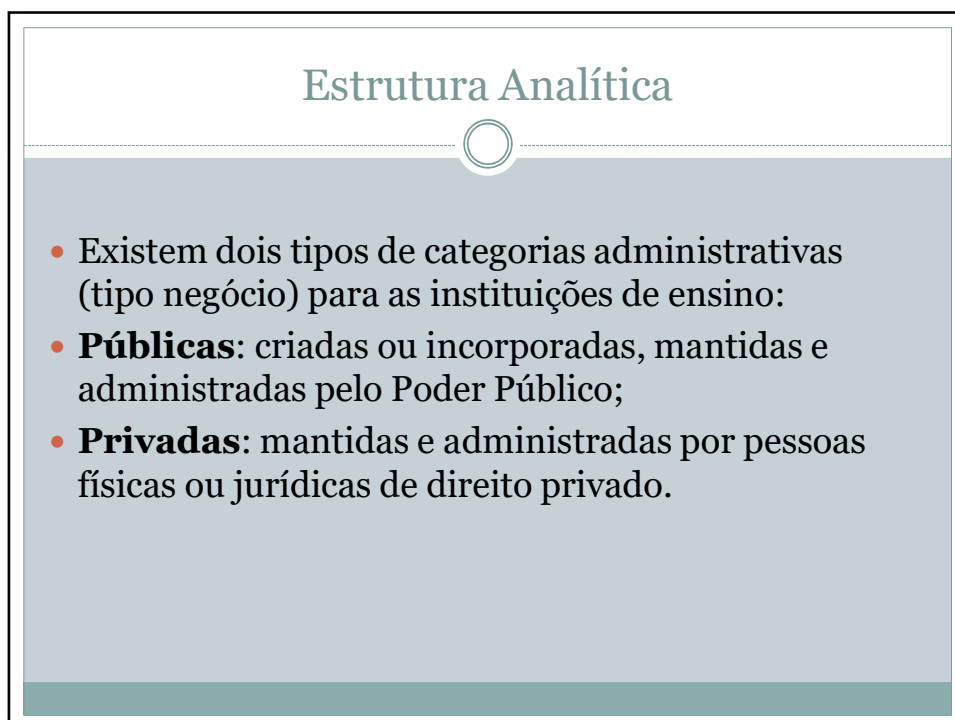 Estrutura Analítica
• Existem dois tipos de categorias administrativas
(tipo negócio) para as instituições de ensino:
• Públicas: criadas ou incorporadas, mantidas e
administradas pelo Poder Público;
• Privadas: mantidas e administradas por pessoas
físicas ou jurídicas de direito privado.